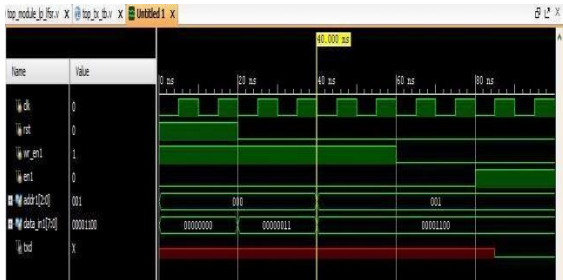 top_module_lp_lfsr.v X top_tx_tb.v X Untitled 1 X
40.000 ns
Name Value 0 ns 20 ns 40 ns 60 ns 80 ns
clk 0
rst 0
wr_en1 1
en1 0
addr1[2:0] 001 000 001
data_in1[7:0] 00001100 00000000 00000011 00001100
txd X